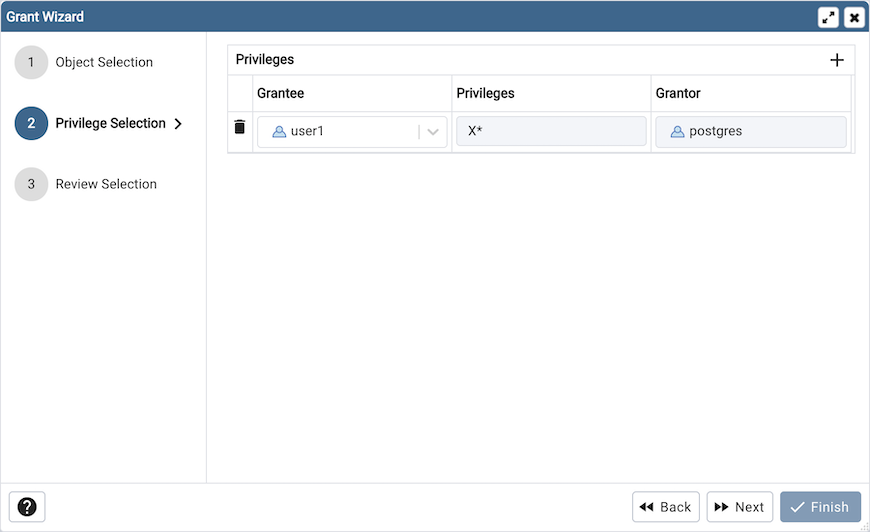 Grant Wizard
1 Object Selection
2 Privilege Selection
3 Review Selection
Privileges
Grantee Privileges Grantor
user1 X* postgres
? Back Next Finish